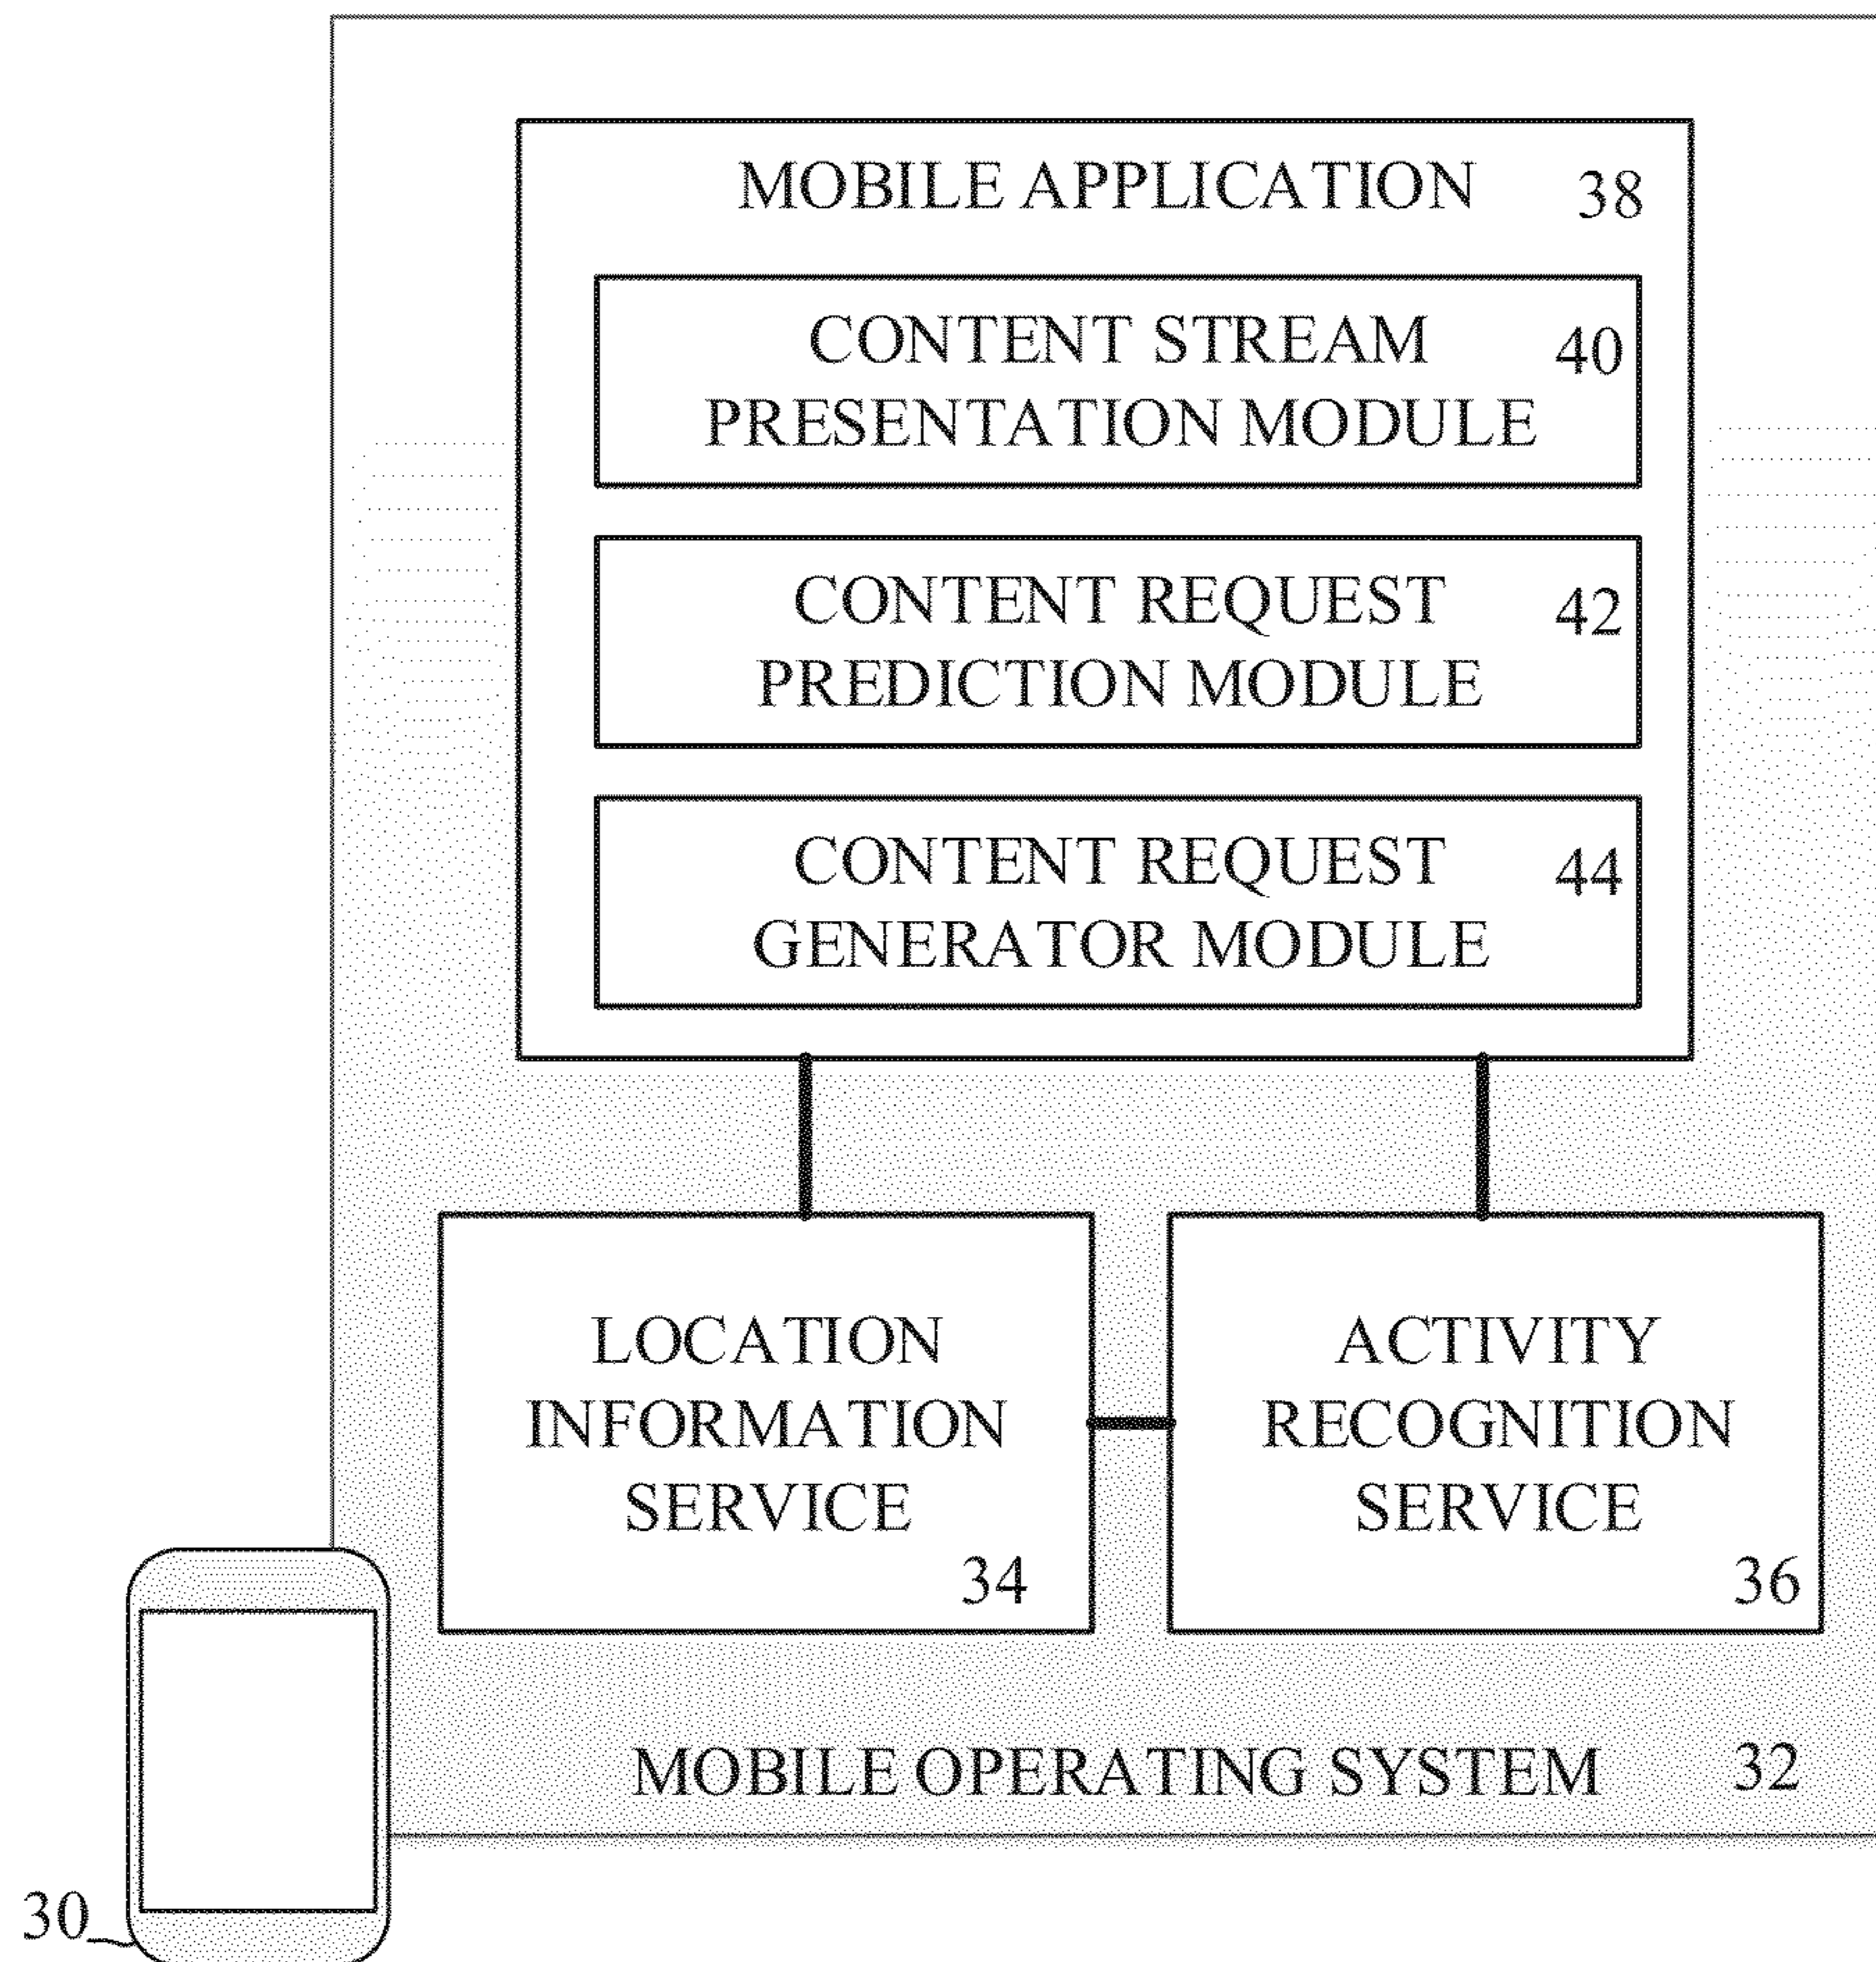 MOBILE APPLICATION 38
CONTENT STREAM 40
PRESENTATION MODULE
CONTENT REQUEST 42
PREDICTION MODULE
CONTENT REQUEST 44
GENERATOR MODULE
LOCATION
INFORMATION
SERVICE
34
ACTIVITY
RECOGNITION
SERVICE
36
MOBILE OPERATING SYSTEM 32
30